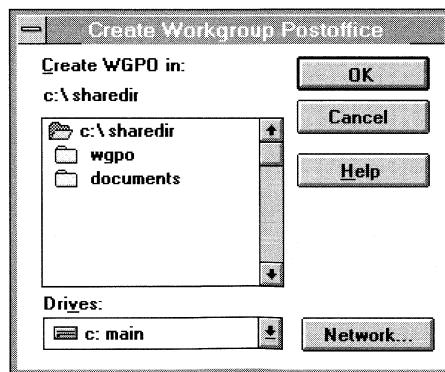 Create Workgroup Postoffice
Create WGPO in:
c:\sharedir
c:\sharedir
wgpo
documents
Drives:
c: main
OK
Cancel
Help
Network...